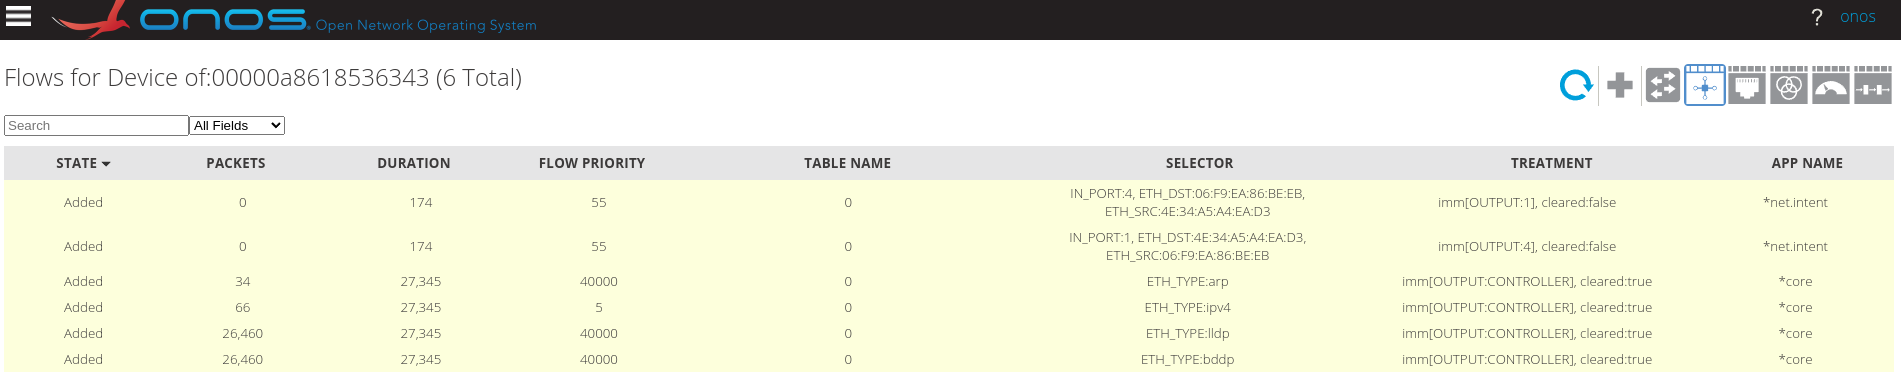 onos Open Network Operating System ? onos
Flows for Device of:00000a8618536343 (6 Total)
Search All Fields
STATE PACKETS DURATION FLOW PRIORITY TABLE NAME SELECTOR TREATMENT APP NAME
Added 0 174 55 0 IN_PORT:4, ETH_DST:06:F9:EA:86:BE:EB, imm[OUTPUT:1], cleared:false *net.intent
ETH_SRC:4E:34:A5:A4:EA:D3
Added 0 174 55 0 IN_PORT:1, ETH_DST:4E:34:A5:A4:EA:D3, imm[OUTPUT:4], cleared:false *net.intent
ETH_SRC:06:F9:EA:86:BE:EB
Added 34 27,345 40000 0 ETH_TYPE:arp imm[OUTPUT:CONTROLLER], cleared:true *core
Added 66 27,345 5 0 ETH_TYPE:ipv4 imm[OUTPUT:CONTROLLER], cleared:true *core
Added 26,460 27,345 40000 0 ETH_TYPE:lldp imm[OUTPUT:CONTROLLER], cleared:true *core
Added 26,460 27,345 40000 0 ETH_TYPE:bddp imm[OUTPUT:CONTROLLER], cleared:true *core